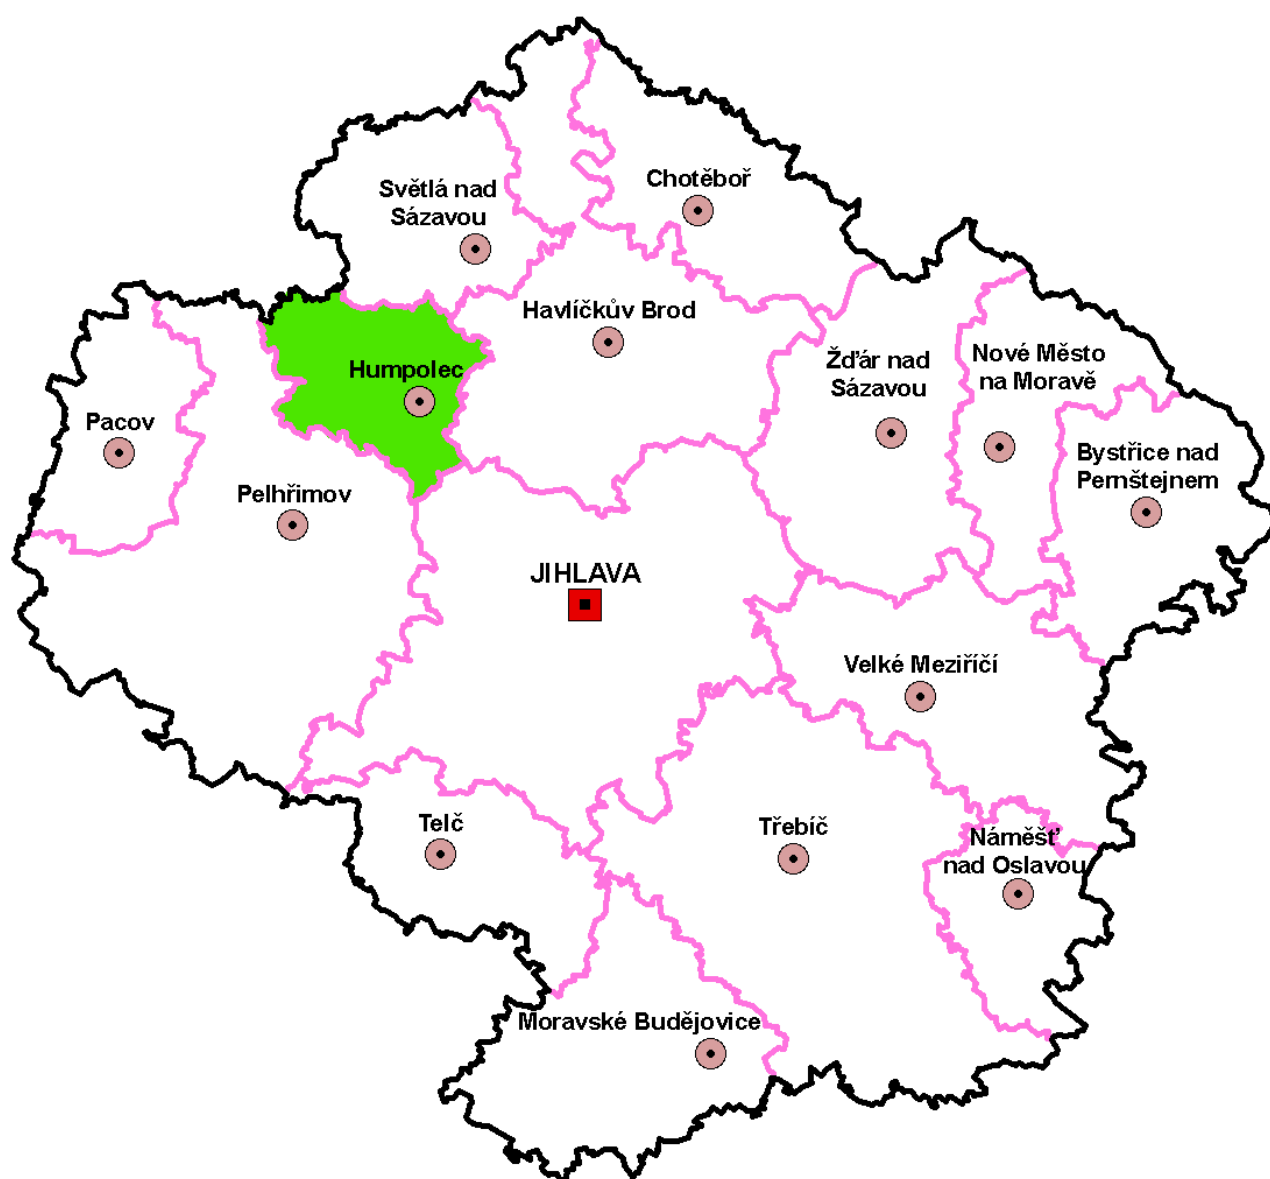 Chotěboř
Světlá nad
Sázavou
Havlíčkův Brod
Žďár nad
Sázavou
Nové Město
na Moravě
Humpolec
Pacov
Bystřice nad
Pernštejnem
Pelhřimov
JIHLAVA
Velké Meziříčí
Telč
Třebíč
Náměšť
nad Oslavou
Moravské Budějovice